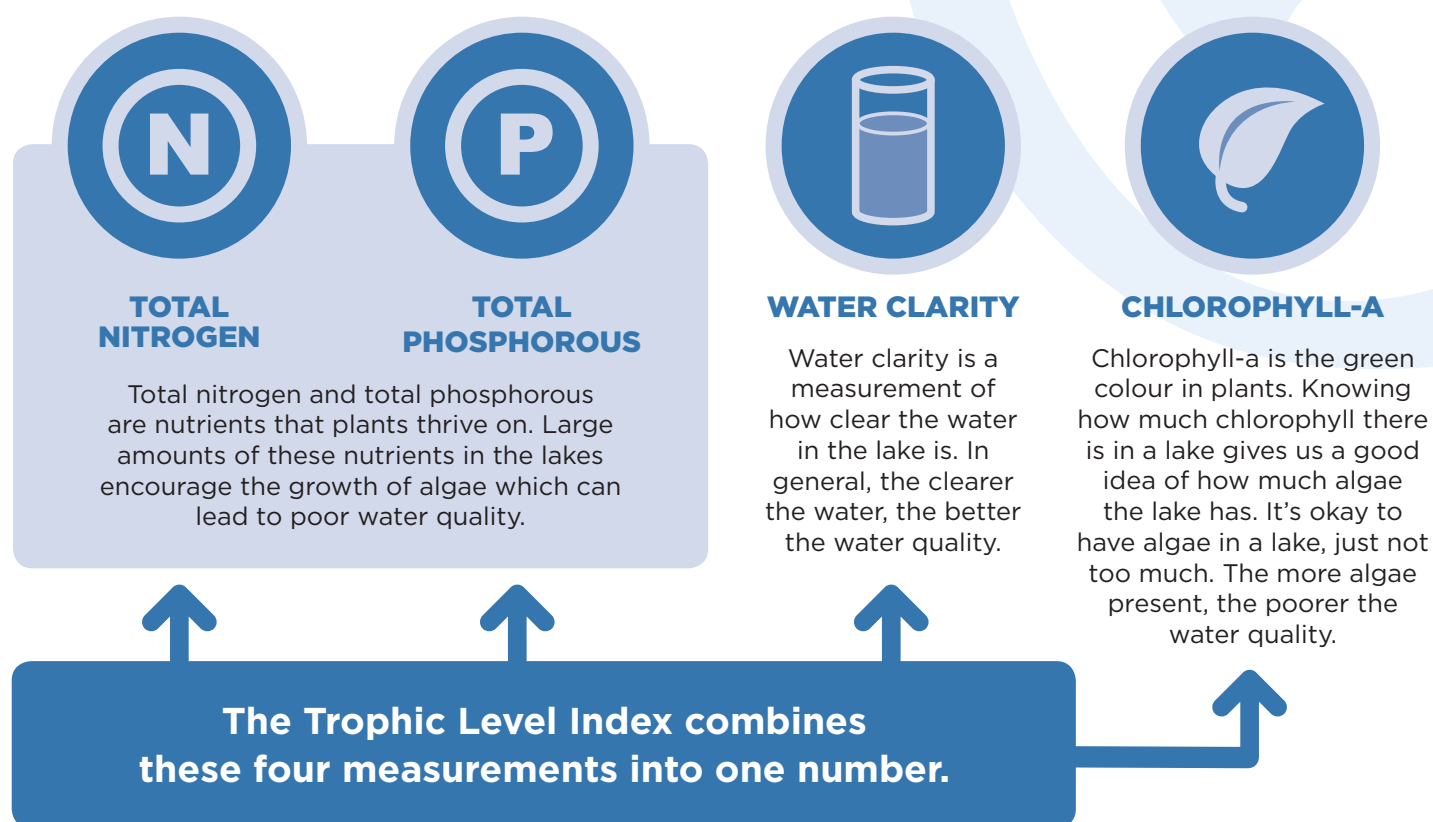 N
P
TOTAL
NITROGEN
TOTAL
PHOSPHOROUS
Total nitrogen and total phosphorous
are nutrients that plants thrive on. Large
amounts of these nutrients in the lakes
encourage the growth of algae which can
lead to poor water quality.
WATER CLARITY
Water clarity is a
measurement of
how clear the water
in the lake is. In
general, the clearer
the water, the better
the water quality.
CHLOROPHYLL-A
Chlorophyll-a is the green
colour in plants. Knowing
how much chlorophyll there
is in a lake gives us a good
idea of how much algae
the lake has. It’s okay to
have algae in a lake, just not
too much. The more algae
present, the poorer the
water quality.
The Trophic Level Index combines
these four measurements into one number.